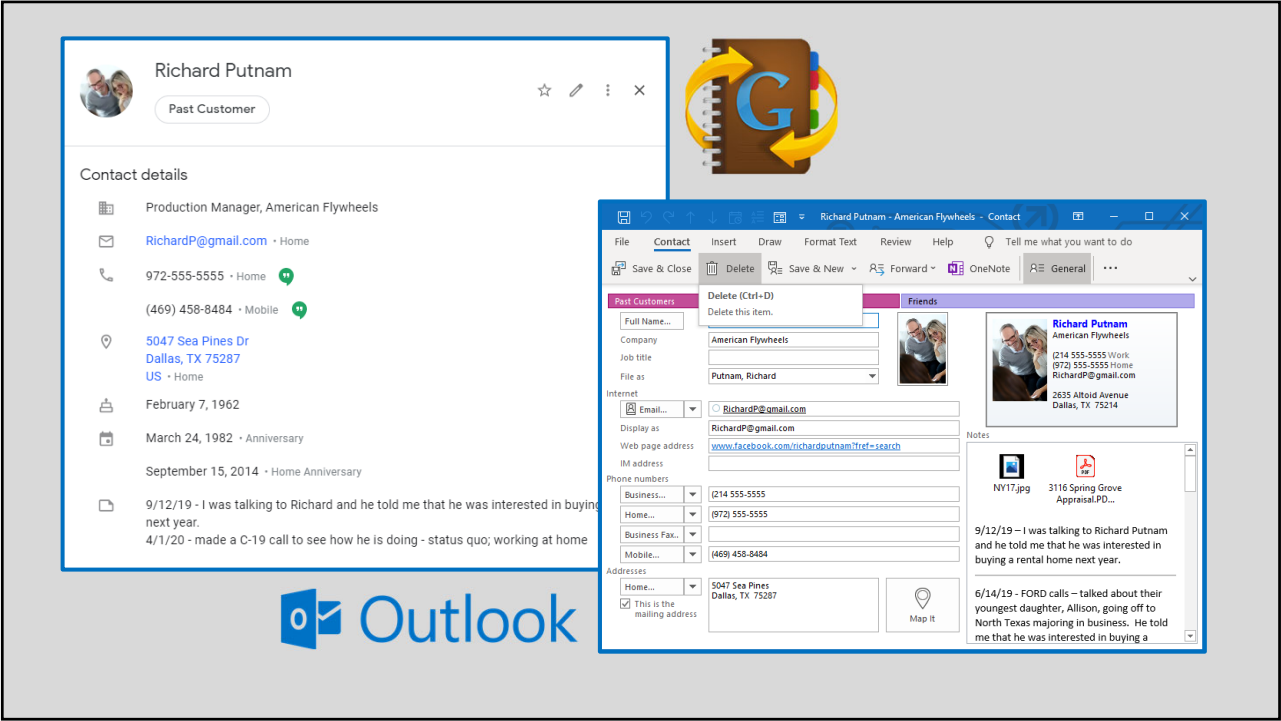 Richard Putnam
Past Customer
Contact details
Production Manager, American Flywheels
RichardP@gmail.com • Home
972-555-5555 • Home
(469) 458-8484 • Mobile
5047 Sea Pines Dr
Dallas, TX 75287
US • Home
February 7, 1962
March 24, 1982 • Anniversary
September 15, 2014 • Home Anniversary
9/12/19 - I was talking to Richard and he told me that he was interested in buying
next year.
4/1/20 - made a C-19 call to see how he is doing - status quo; working at home
G
Outlook
Richard Putnam - American Flywheels - Contact
File Contact Insert Draw Format Text Review Help Tell me what you want to do
Save & Close Delete Save & New Forward OneNote General
Delete (Ctrl+D)
Delete this item.
Past Customers
Friends
Full Name...
Company American Flywheels
Job title
File as Putnam, Richard
Internet
Email... RichardP@gmail.com
Display as RichardP@gmail.com
Web page address www.facebook.com/richardputnam?fref=search
IM address
Phone numbers
Business... (214 555-5555
Home... (972) 555-5555
Business Fax..
Mobile... (469) 458-8484
Addresses
Home... 5047 Sea Pines
Dallas, TX 75287
This is the
mailing address
Map It
Richard Putnam
American Flywheels
(214 555-5555 Work
(972) 555-5555 Home
RichardP@gmail.com
2635 Altoid Avenue
Dallas, TX 75214
Notes
NY17.jpg
3116 Spring Grove
Appraisal.PD...
9/12/19 – I was talking to Richard Putnam
and he told me that he was interested in
buying a rental home next year.
6/14/19 - FORD calls – talked about their
youngest daughter, Allison, going off to
North Texas majoring in business. He told
me that he was interested in buying a